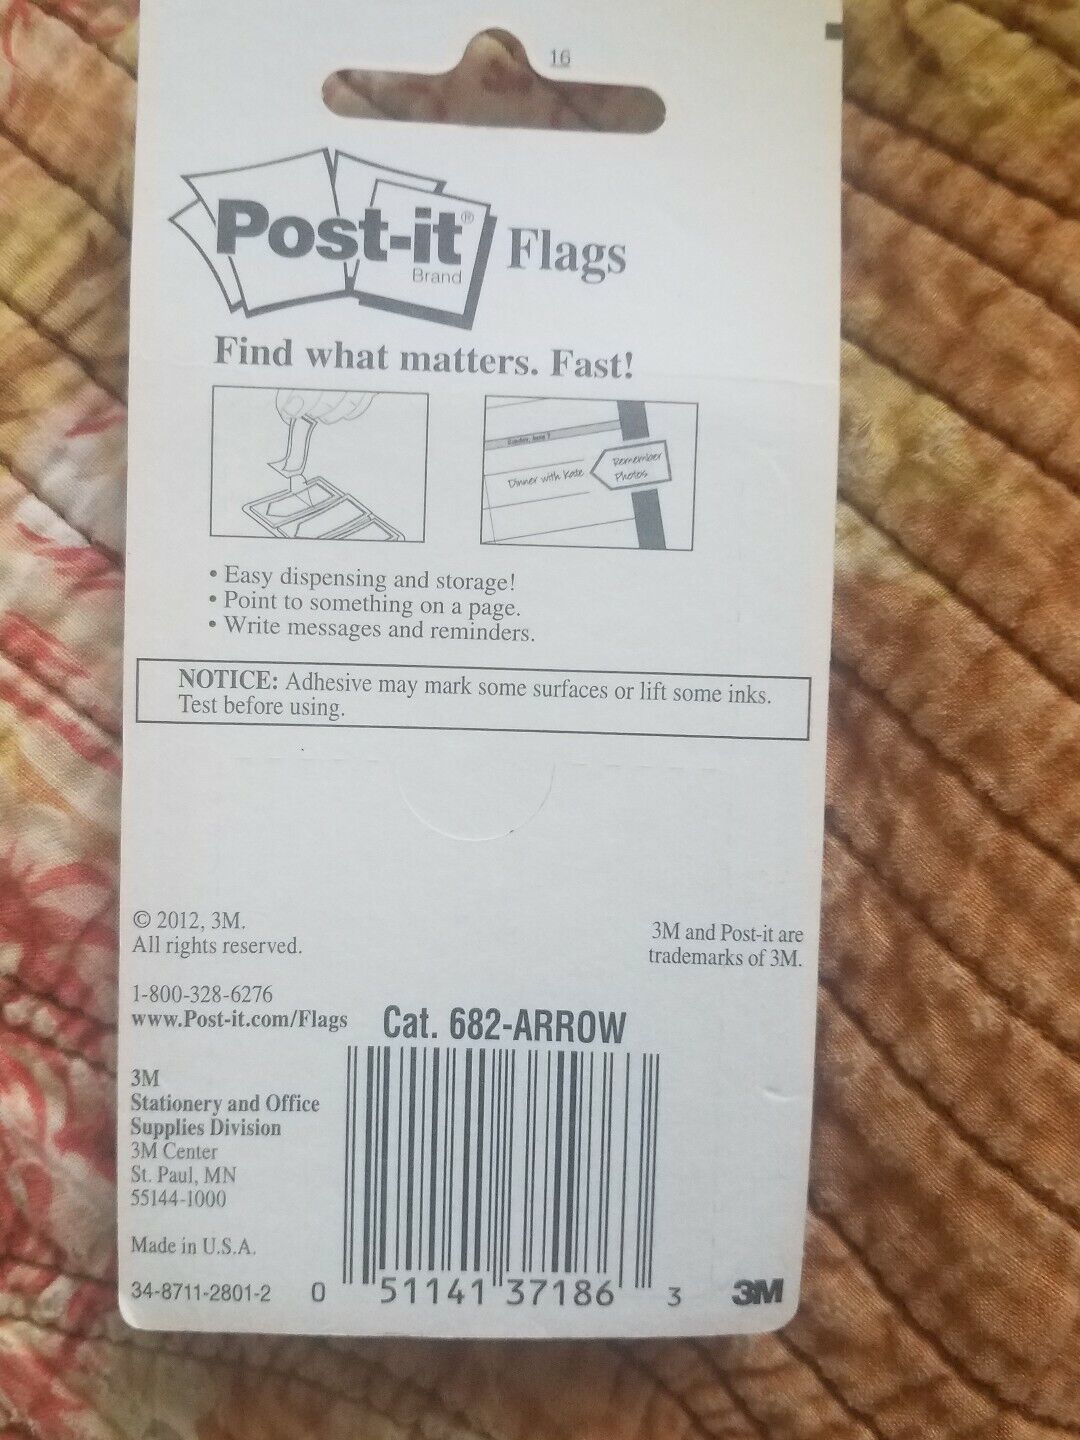 16
Post-it® Flags
Brand
Find what matters. Fast!
Sunday, June 7
Dinner with Kate
Remember
Photos
• Easy dispensing and storage!
• Point to something on a page.
• Write messages and reminders.
NOTICE: Adhesive may mark some surfaces or lift some inks.
Test before using.
© 2012, 3M.
All rights reserved.
3M and Post-it are
trademarks of 3M.
1-800-328-6276
www.Post-it.com/Flags
Cat. 682-ARROW
3M
Stationery and Office
Supplies Division
3M Center
St. Paul, MN
55144-1000
Made in U.S.A.
34-8711-2801-2
0 51141 37186 3
3M